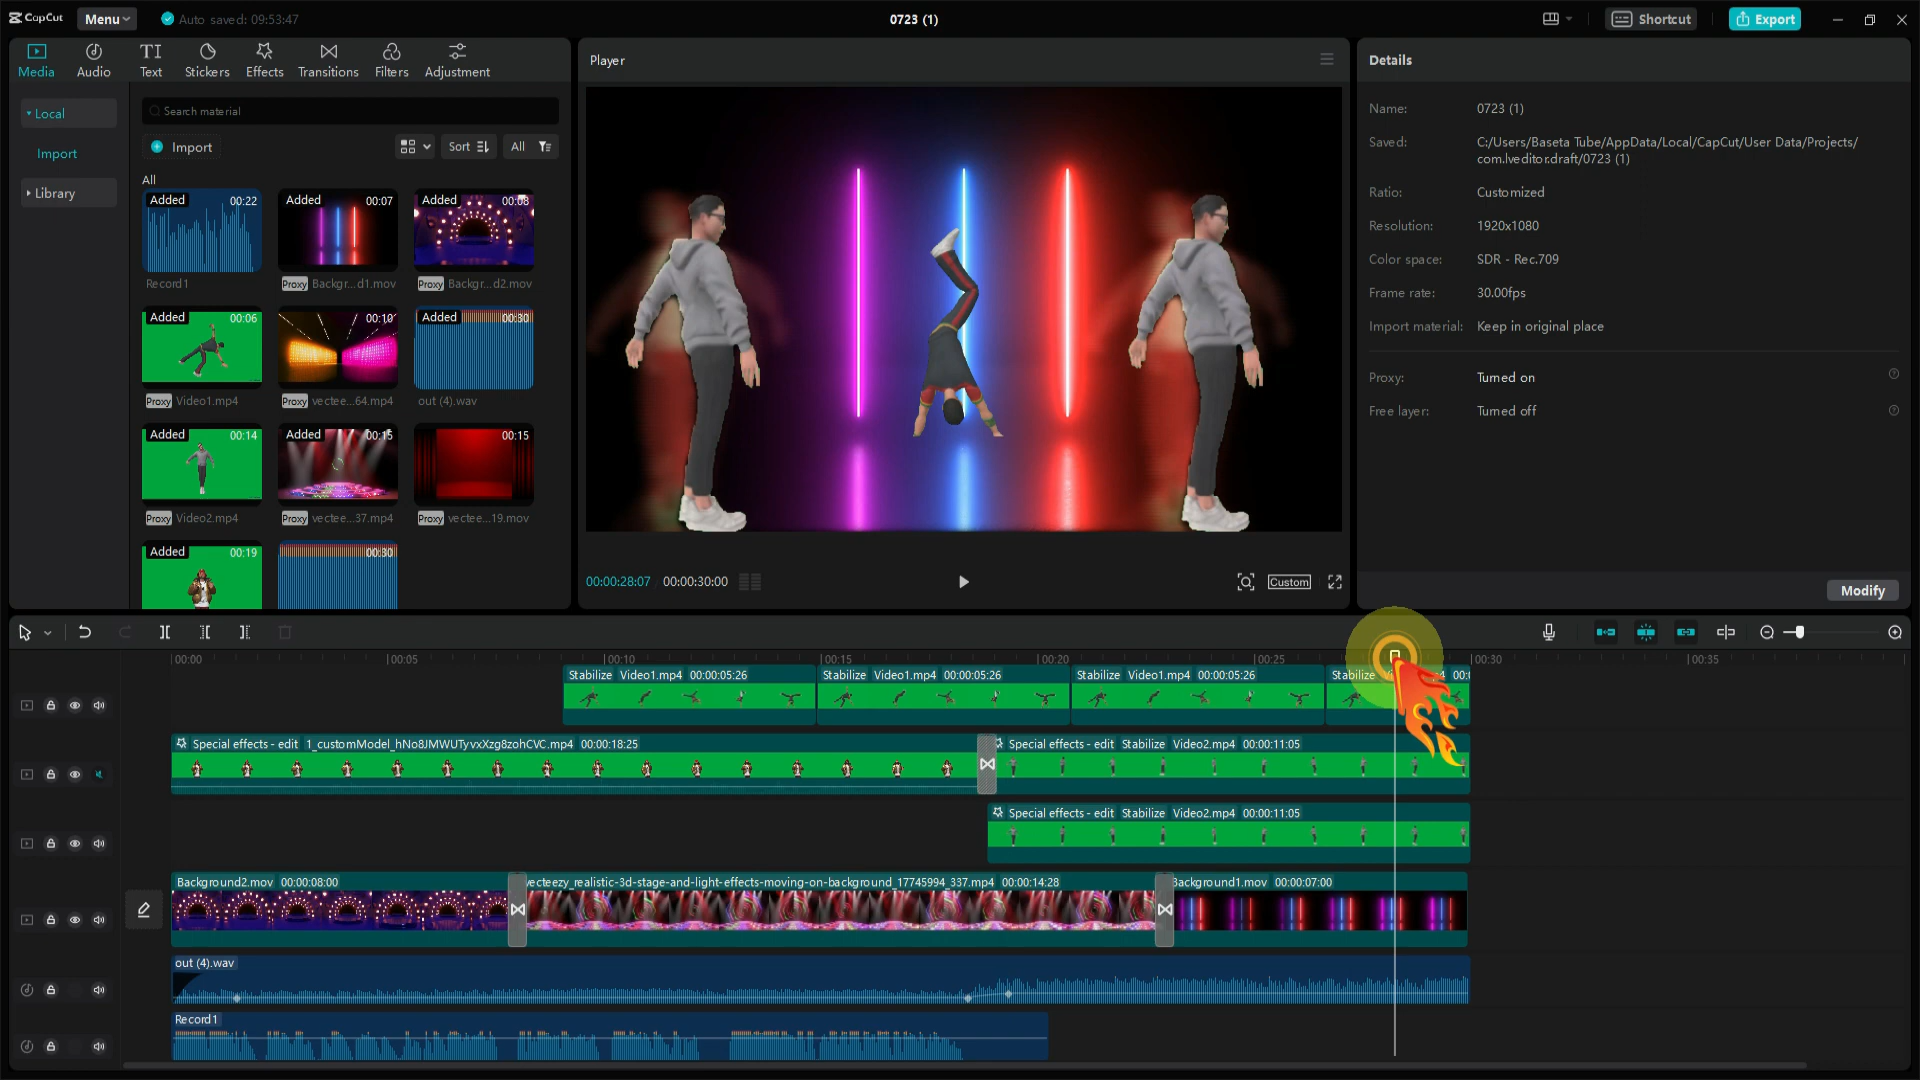 CapCut
Menu
Auto saved: 09:53:47
0723 (1)
Shortcut
Export
Media
Audio
Text
Stickers
Effects
Transitions
Filters
Adjustment
Local
Import
Library
Search material
Import
Sort
All
All
Added 00:22
Added 00:07
Added 00:08
Record1
Proxy Backgr...d1.mov
Proxy Backgr...d2.mov
Added 00:06
00:10
Added 00:30
Proxy Video1.mp4
Proxy vectee...64.mp4
out (4).wav
Added 00:14
Added 00:15
00:15
Proxy Video2.mp4
Proxy vectee...37.mp4
Proxy vectee...19.mov
Added 00:19
00:30
Player
00:00:28:07
00:00:30:00
Custom
Details
Name: 0723 (1)
Saved: C:/Users/Baseta Tube/AppData/Local/CapCut/User Data/Projects/
com.lveditor.draft/0723 (1)
Ratio: Customized
Resolution: 1920x1080
Color space: SDR - Rec.709
Frame rate: 30.00fps
Import material: Keep in original place
Proxy: Turned on
Free layer: Turned off
Modify
00:00
00:05
00:10
00:15
00:20
00:25
00:30
00:35
Stabilize Video1.mp4 00:00:05:26
Stabilize Video1.mp4 00:00:05:26
Stabilize Video1.mp4 00:00:05:26
Stabilize
Special effects - edit 1_customModel_hNo8JMWUTyvxXzg8zohCVC.mp4 00:00:18:25
Special effects - edit Stabilize Video2.mp4 00:00:11:05
Special effects - edit Stabilize Video2.mp4 00:00:11:05
Background2.mov 00:00:08:00
vecteezy_realistic-3d-stage-and-light-effects-moving-on-background_17745994_337.mp4 00:00:14:28
Background1.mov 00:00:07:00
out (4).wav
Record1